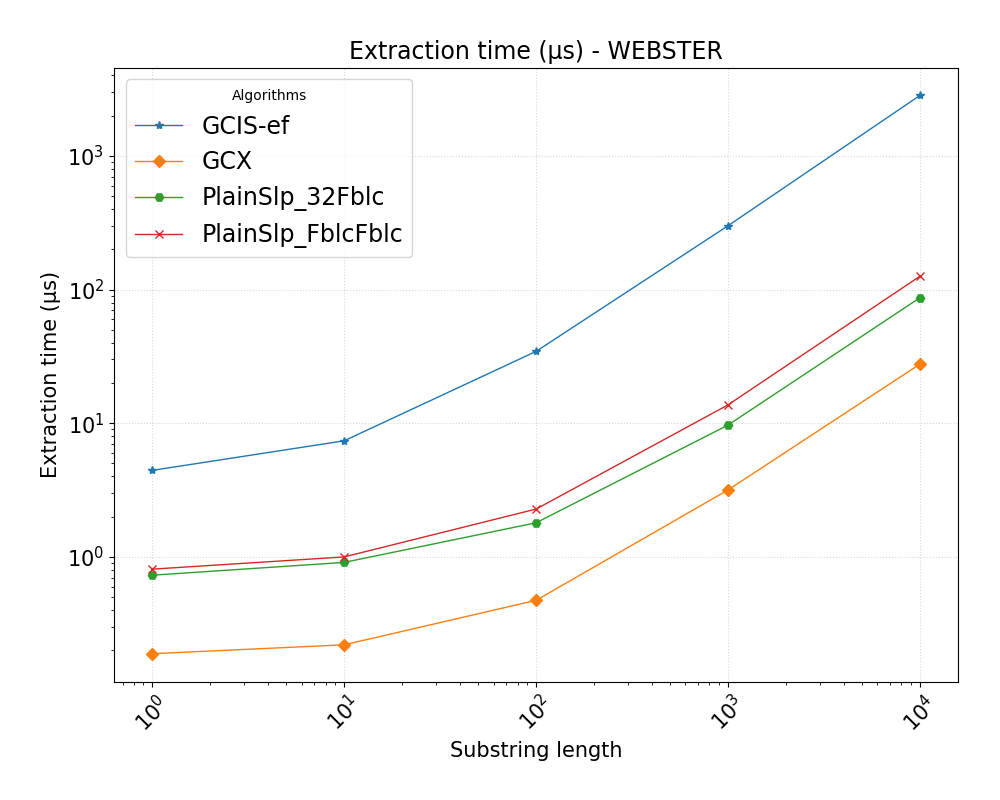 Extraction time (μs) - WEBSTER
Algorithms
GCIS-ef
GCX
PlainSlp_32Fblc
PlainSlp_FblcFblc
Extraction time (μs)
10³
10²
10¹
10⁰
10⁰ 10¹ 10² 10³ 10⁴
Substring length